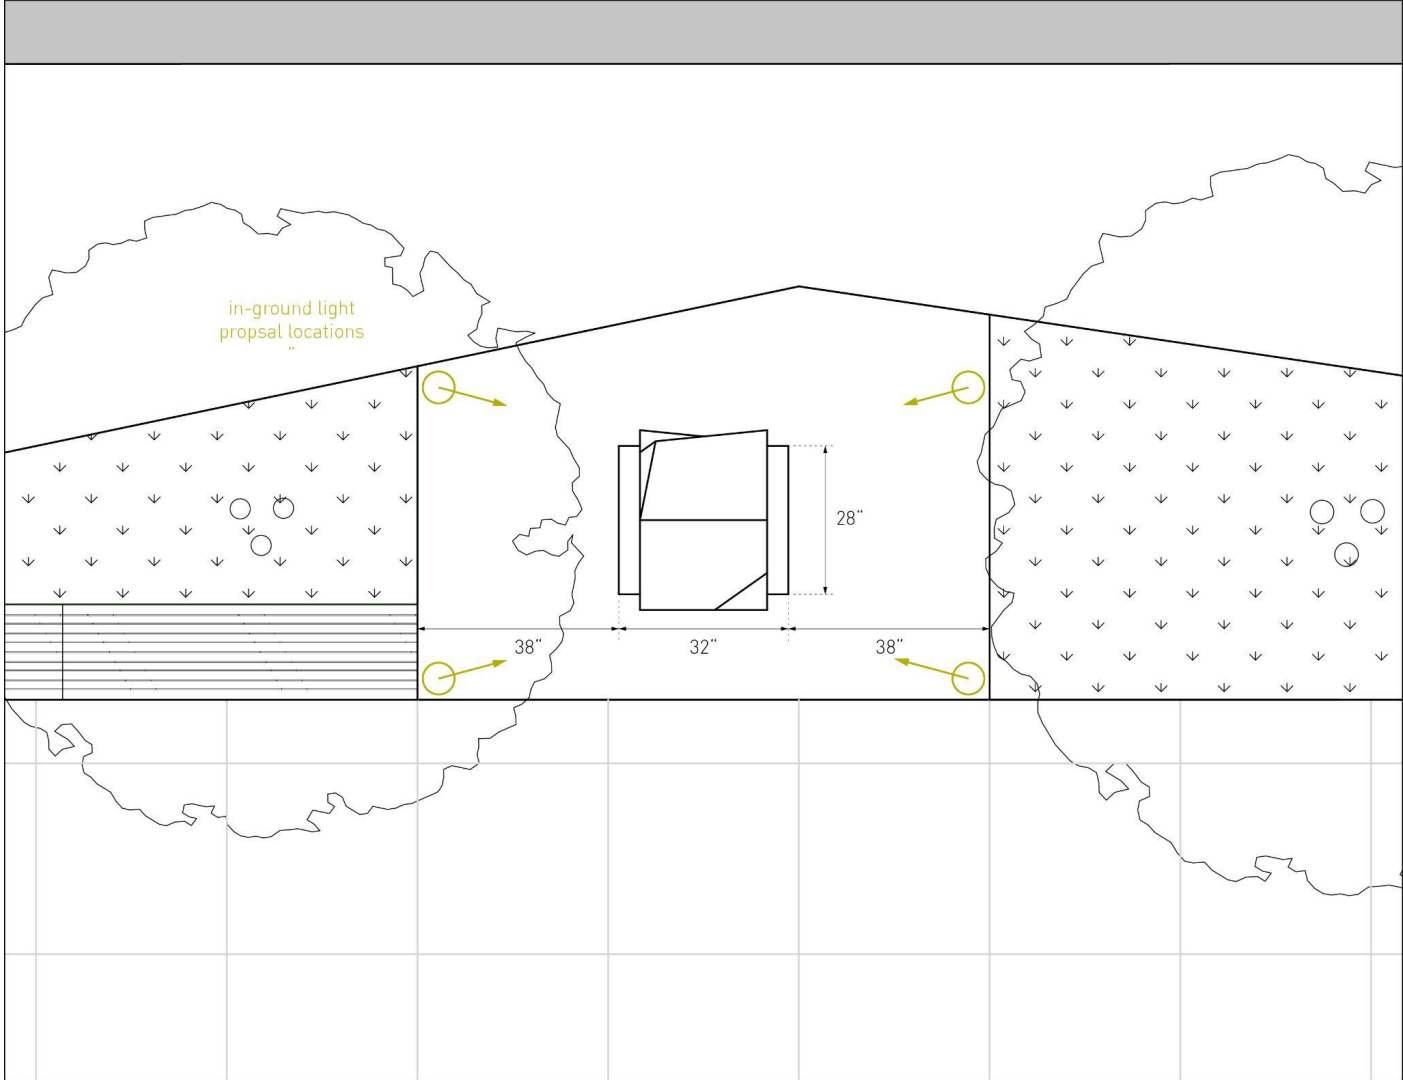 in-ground light
propsal locations
"
28"
38"
32"
38"